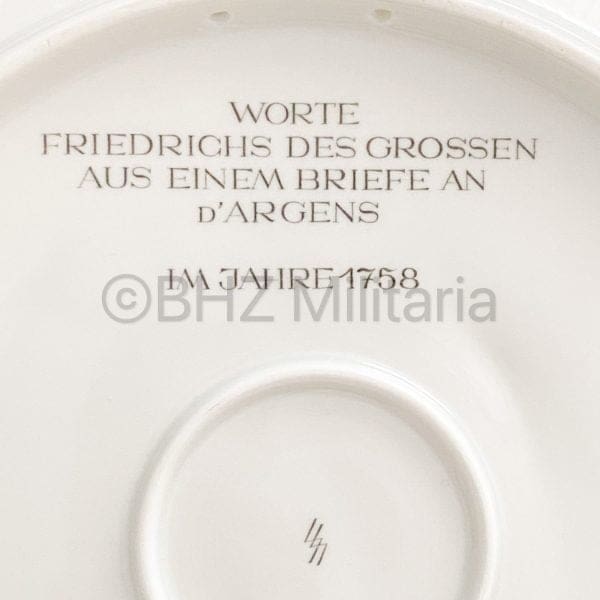 WORTE
FRIEDRICHS DES GROSSEN
AUS EINEM BRIEFE AN
D'ARGENS
IM JAHRE 1758
©BHZ Militaria